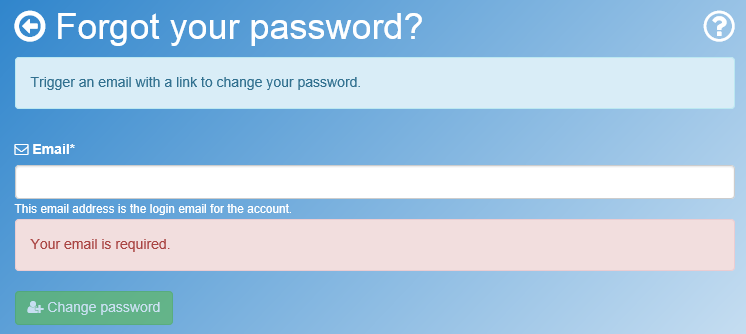 Forgot your password?
Trigger an email with a link to change your password.
Email*
This email address is the login email for the account.
Your email is required.
Change password